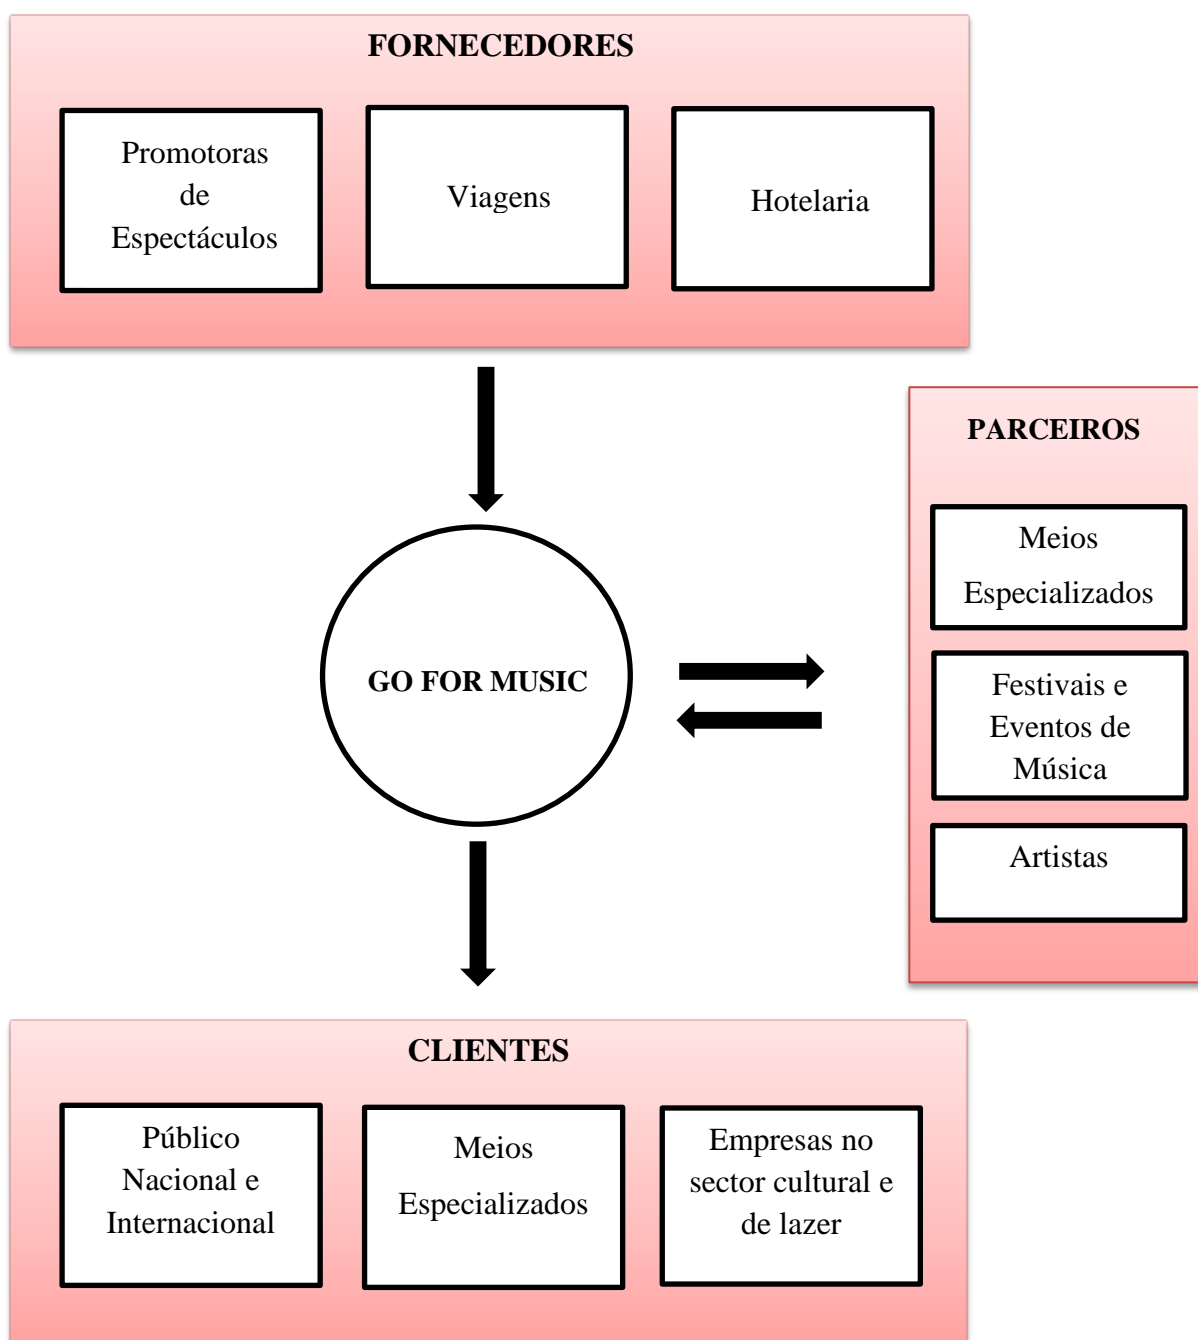 FORNECEDORES
Promotoras
de
Espectáculos
Viagens
Hotelaria
PARCEIROS
Meios
Especializados
Festivais e
Eventos de
Música
Artistas
GO FOR MUSIC
CLIENTES
Público
Nacional e
Internacional
Meios
Especializados
Empresas no
sector cultural e
de lazer